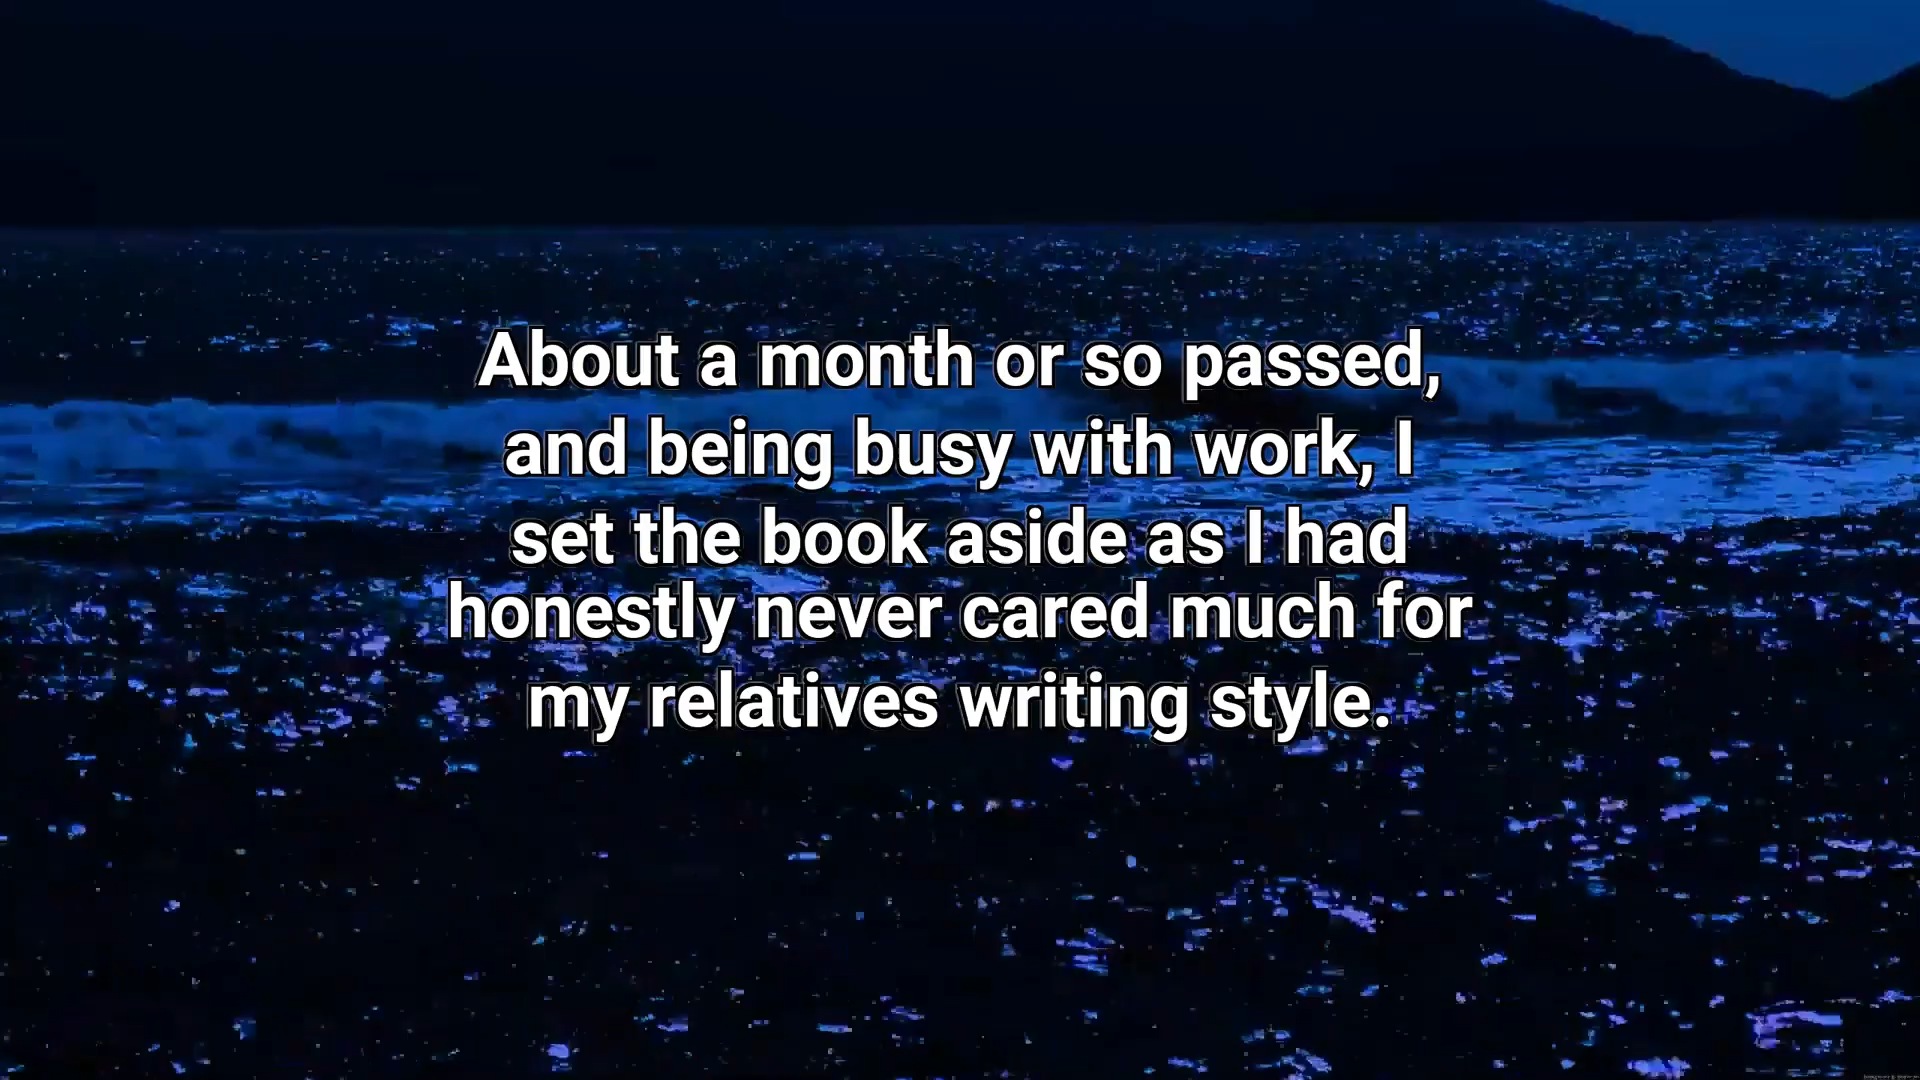 About a month or so passed,
and being busy with work, I
set the book aside as I had
honestly never cared much for
my relatives writing style.